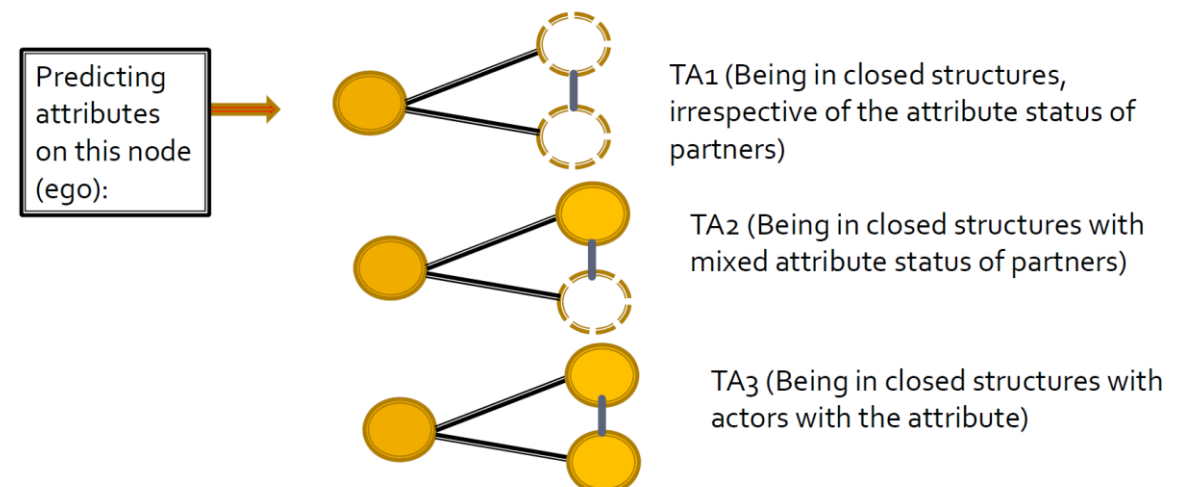 Predicting
attributes
on this node
(ego):
TA1 (Being in closed structures,
irrespective of the attribute status of
partners)
TA2 (Being in closed structures with
mixed attribute status of partners)
TA3 (Being in closed structures with
actors with the attribute)